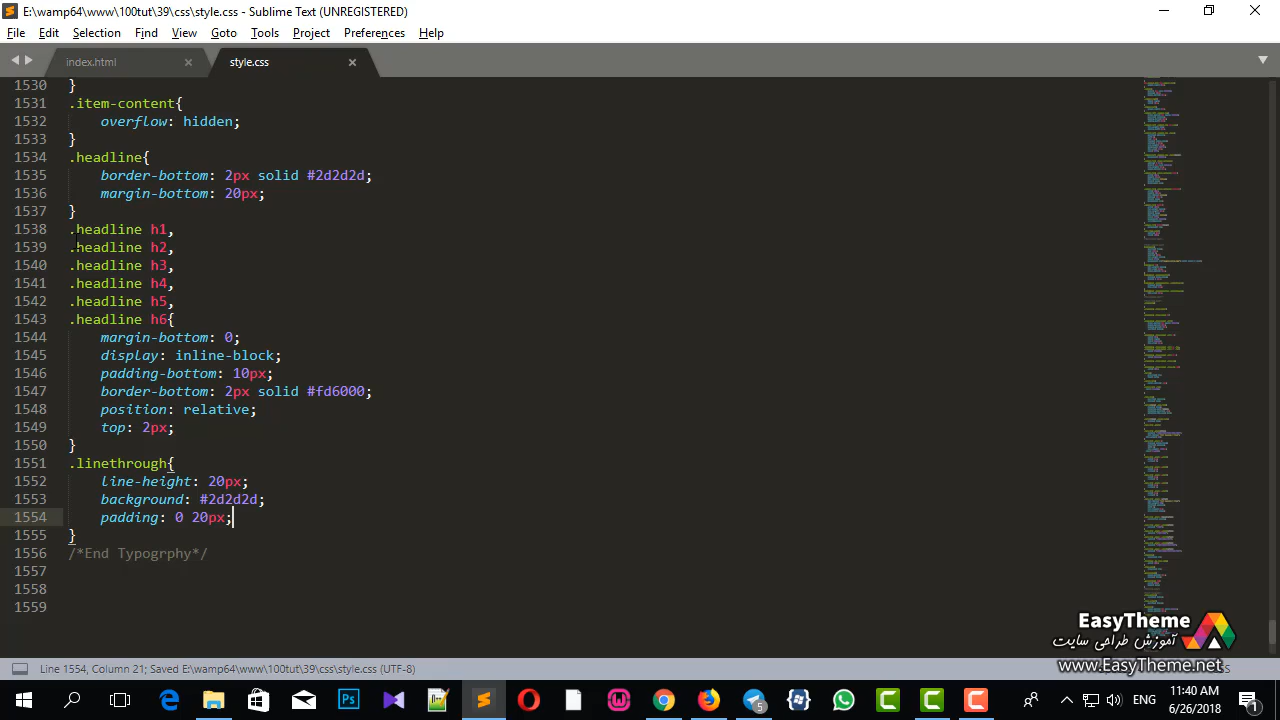 E:\wamp64\www\100tut\39\css\style.css - Sublime Text (UNREGISTERED)
File Edit Selection Find View Goto Tools Project Preferences Help
index.html style.css
1530 }
1531 .item-content{
1532 overflow: hidden;
1533 }
1534 .headline{
1535 border-bottom: 2px solid #2d2d2d;
1536 margin-bottom: 20px;
1537 }
1538 .headline h1,
1539 .headline h2,
1540 .headline h3,
1541 .headline h4,
1542 .headline h5,
1543 .headline h6{
1544 margin-bottom: 0;
1545 display: inline-block;
1546 padding-bottom: 10px;
1547 border-bottom: 2px solid #fd6000;
1548 position: relative;
1549 top: 2px;
1550 }
1551 .linethrough{
1552 line-height: 20px;
1553 background: #2d2d2d;
1554 padding: 0 20px;
1555 }
1556 /*End Typogrphy*/
1557
1558
1559
EasyTheme
آموزش طراحی سایت
www.EasyTheme.net
Line 1554, Column 21; Saved E:\wamp64\www\100tut\39\css\style.css (UTF-8)
Ps
5
ENG
11:40 AM
6/26/2018
1